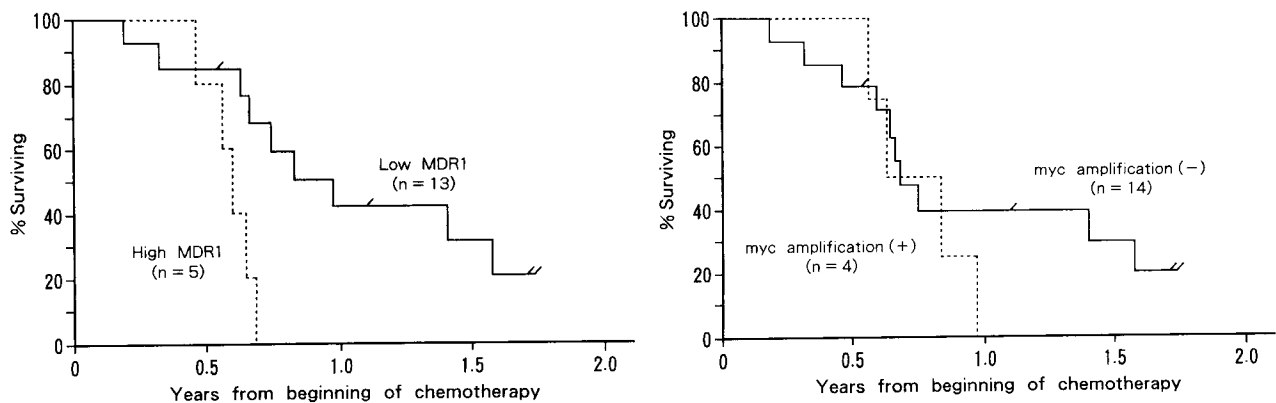 100
80
60
40
20
0
% Surviving
Low MDR1
(n = 13)
High MDR1
(n = 5)
0 0.5 1.0 1.5 2.0
Years from beginning of chemotherapy
100
80
60
40
20
0
% Surviving
myc amplification (−)
(n = 14)
myc amplification (+)
(n = 4)
0 0.5 1.0 1.5 2.0
Years from beginning of chemotherapy